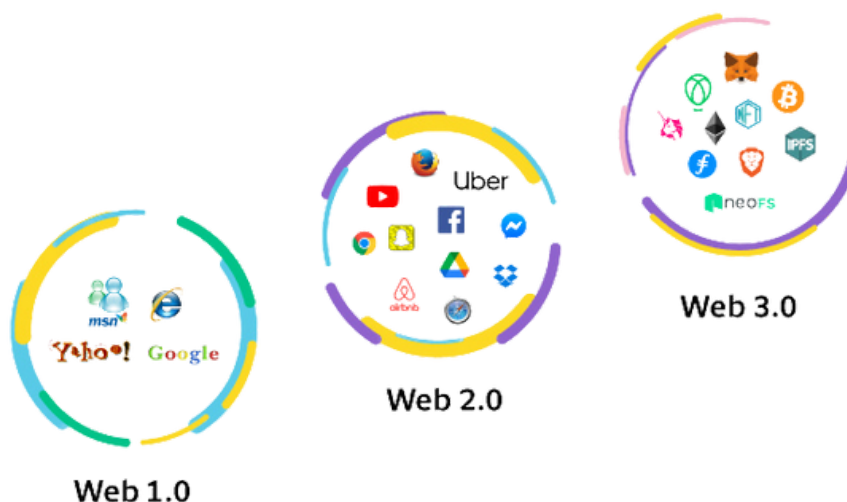 msn
Yahoo!
Google
Web 1.0
Uber
airbnb
Web 2.0
NFT
IPFS
neoFS
Web 3.0